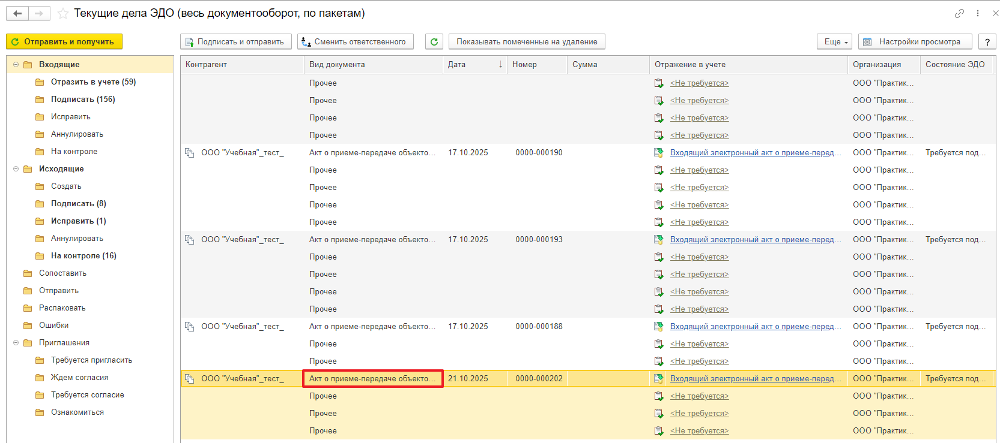 Текущие дела ЭДО (весь документооборот, по пакетам)
Отправить и получить Подписать и отправить Сменить ответственного Показывать помеченные на удаление Еще Настройки просмотра ?
Входящие
Отразить в учете (59)
Подписать (156)
Исправить
Аннулировать
На контроле
Исходящие
Создать
Подписать (8)
Исправить (1)
Аннулировать
На контроле (16)
Сопоставить
Отправить
Распаковать
Ошибки
Приглашения
Требуется пригласить
Ждем согласия
Требуется согласие
Ознакомиться
Контрагент Вид документа Дата ↓ Номер Сумма Отражение в учете Организация Состояние ЭДО
Прочее <Не требуется> ООО "Практик...
Прочее <Не требуется> ООО "Практик...
Прочее <Не требуется> ООО "Практик...
Прочее <Не требуется> ООО "Практик...
ООО "Учебная"_тест_ Акт о приеме-передаче объекто... 17.10.2025 0000-000190 Входящий электронный акт о приеме-перед... ООО "Практик... Требуется под...
Прочее <Не требуется> ООО "Практик...
Прочее <Не требуется> ООО "Практик...
Прочее <Не требуется> ООО "Практик...
Прочее <Не требуется> ООО "Практик...
ООО "Учебная"_тест_ Акт о приеме-передаче объекто... 17.10.2025 0000-000193 Входящий электронный акт о приеме-перед... ООО "Практик... Требуется под...
Прочее <Не требуется> ООО "Практик...
Прочее <Не требуется> ООО "Практик...
Прочее <Не требуется> ООО "Практик...
Прочее <Не требуется> ООО "Практик...
ООО "Учебная"_тест_ Акт о приеме-передаче объекто... 17.10.2025 0000-000188 Входящий электронный акт о приеме-перед... ООО "Практик... Требуется под...
Прочее <Не требуется> ООО "Практик...
Прочее <Не требуется> ООО "Практик...
ООО "Учебная"_тест_ Акт о приеме-передаче объекто... 21.10.2025 0000-000202 Входящий электронный акт о приеме-перед... ООО "Практик... Требуется под...
Прочее <Не требуется> ООО "Практик...
Прочее <Не требуется> ООО "Практик...
Прочее <Не требуется> ООО "Практик...